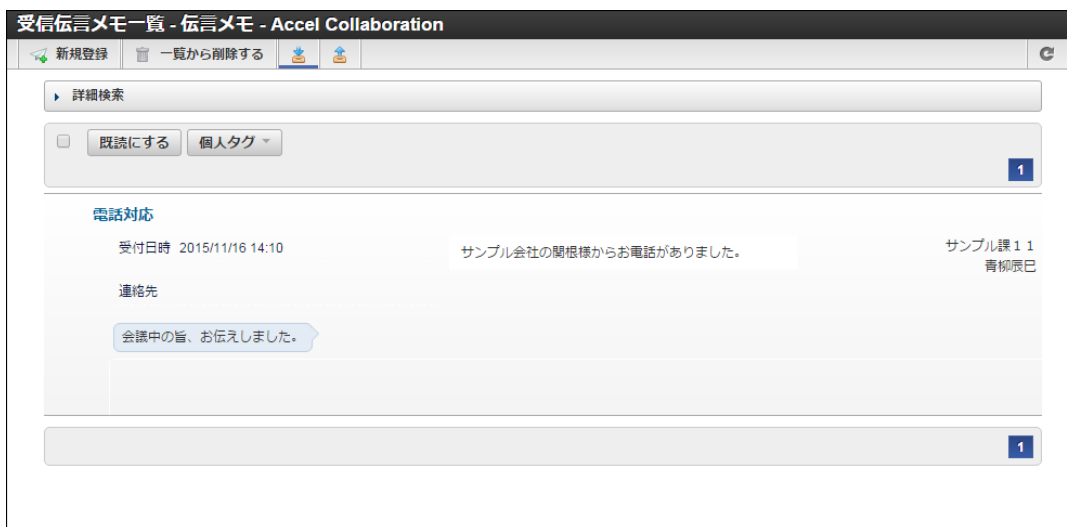 受信伝言メモ一覧 - 伝言メモ - Accel Collaboration
新規登録 一覧から削除する
詳細検索
既読にする 個人タグ
1
電話対応
受付日時 2015/11/16 14:10 サンプル会社の関根様からお電話がありました。 サンプル課１１
青柳辰巳
連絡先
会議中の旨、お伝えしました。
1